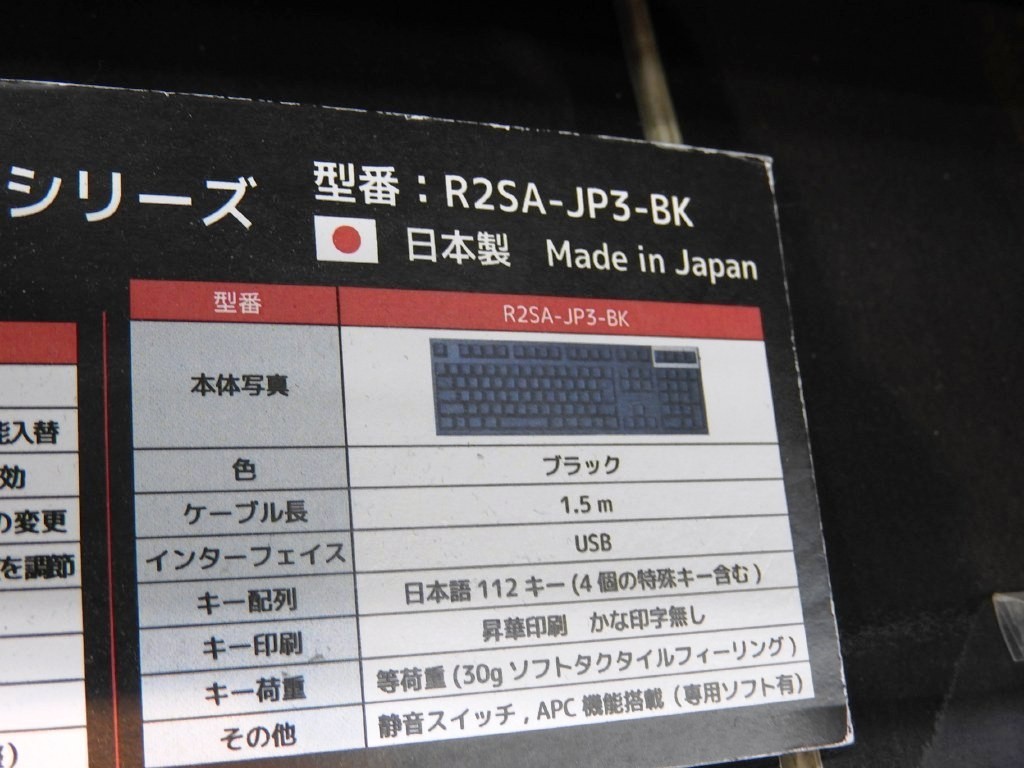 シリーズ
型番：R2SA-JP3-BK
日本製 Made in Japan
能入替
効
の変更
を調節
型番 R2SA-JP3-BK
本体写真
色 ブラック
ケーブル長 1.5 m
インターフェイス USB
キー配列 日本語 112 キー (4 個の特殊キー含む)
キー印刷 昇華印刷 かな印字無し
キー荷重 等荷重 (30g ソフトタクタイルフィーリング)
その他 静音スイッチ , APC 機能搭載 (専用ソフト有)